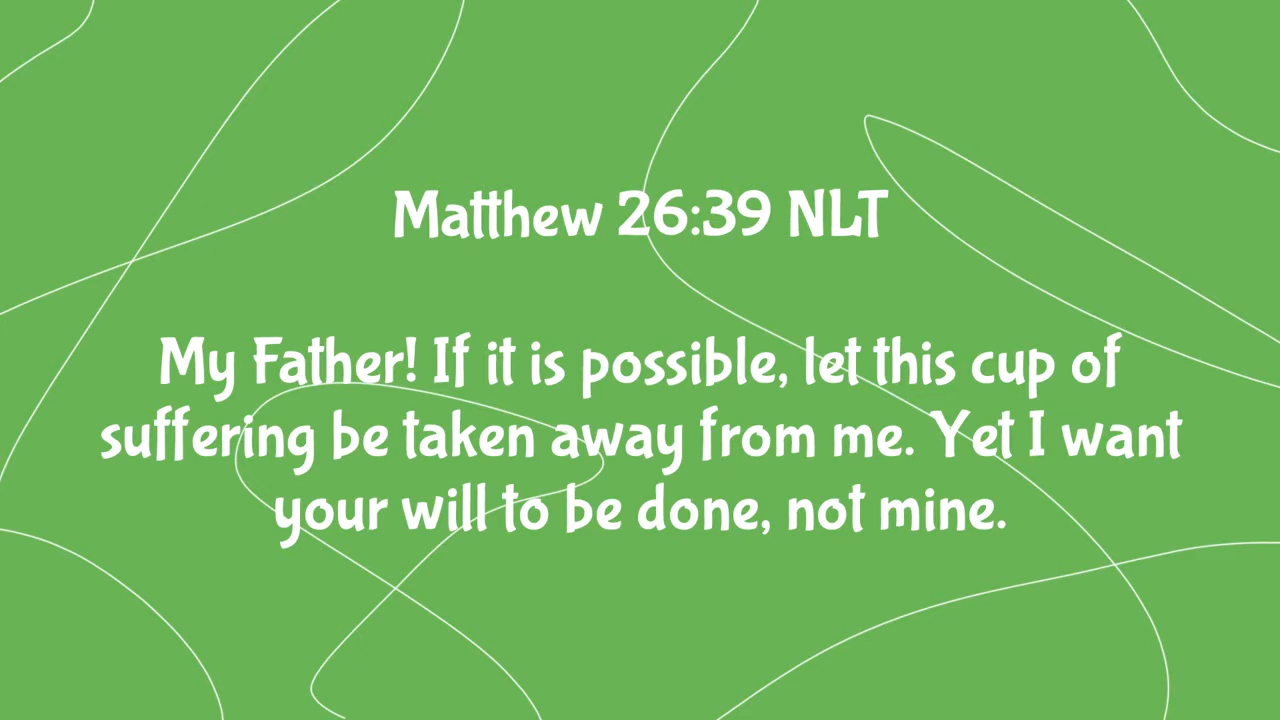 Matthew 26:39 NLT
My Father! If it is possible, let this cup of
suffering be taken away from me. Yet I want
your will to be done, not mine.